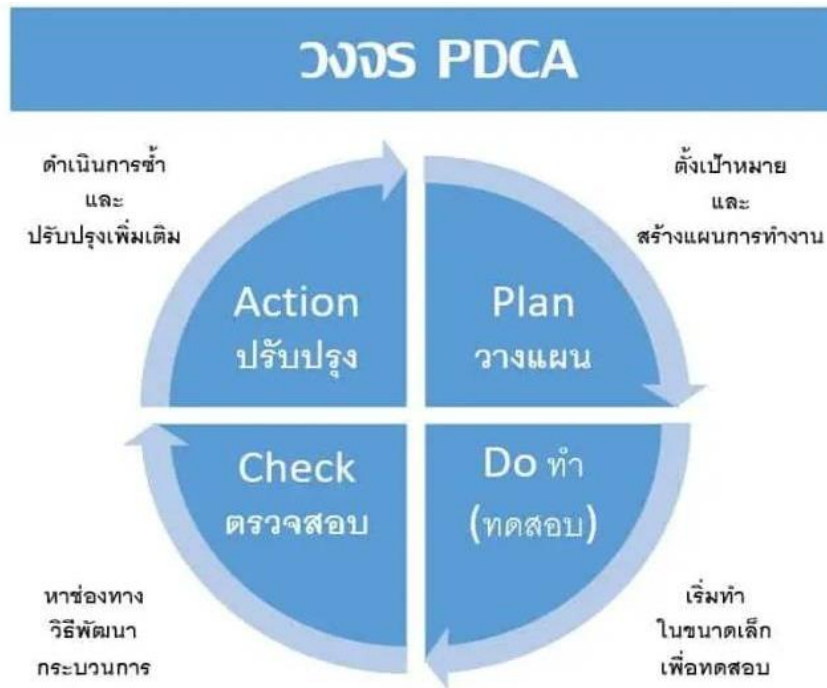 วงจร PDCA
ดำเนินการซ้ำ
และ
ปรับปรุงเพิ่มเติม
ตั้งเป้าหมาย
และ
สร้างแผนการทำงาน
Action
ปรับปรุง
Plan
วางแผน
Check
ตรวจสอบ
Do ทำ
(ทดสอบ)
หาช่องทาง
วิธีพัฒนา
กระบวนการ
เริ่มทำ
ในขนาดเล็ก
เพื่อทดสอบ